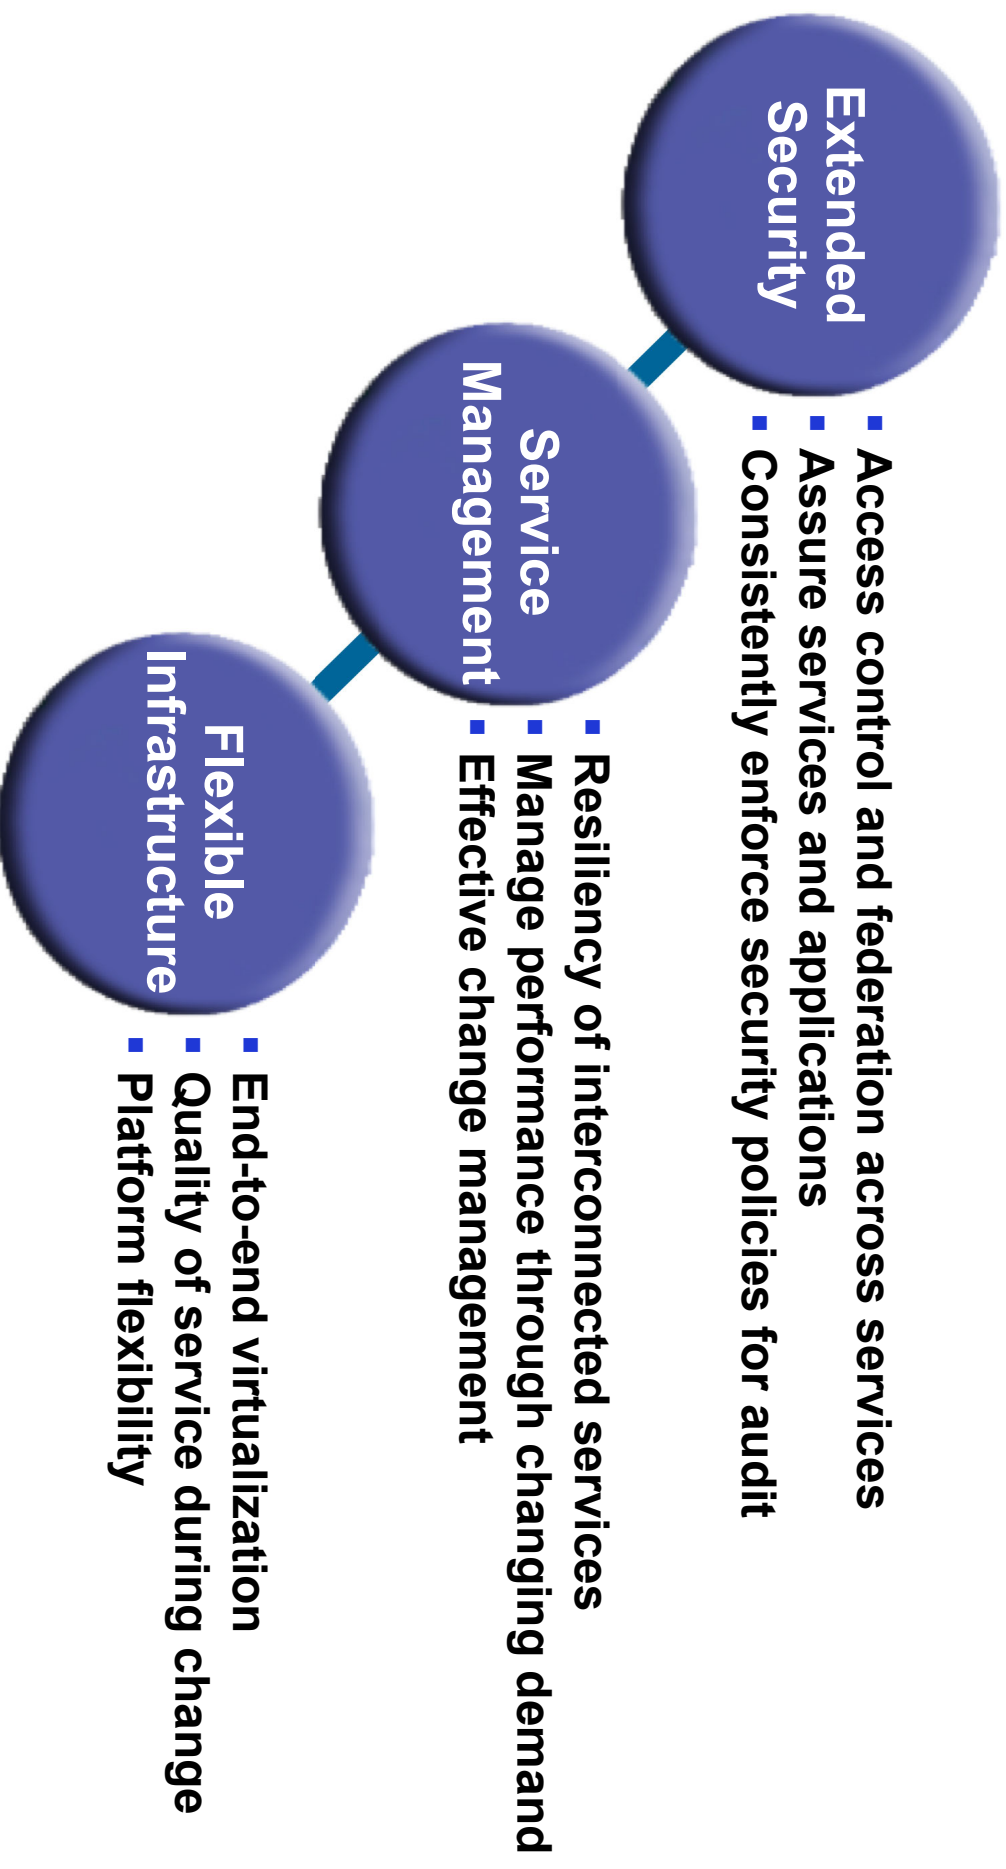 Extended
Security
▪ Access control and federation across services
▪ Assure services and applications
▪ Consistently enforce security policies for audit
Service
Management
▪ Resiliency of interconnected services
▪ Manage performance through changing demand
▪ Effective change management
Flexible
Infrastructure
▪ End-to-end virtualization
▪ Quality of service during change
▪ Platform flexibility